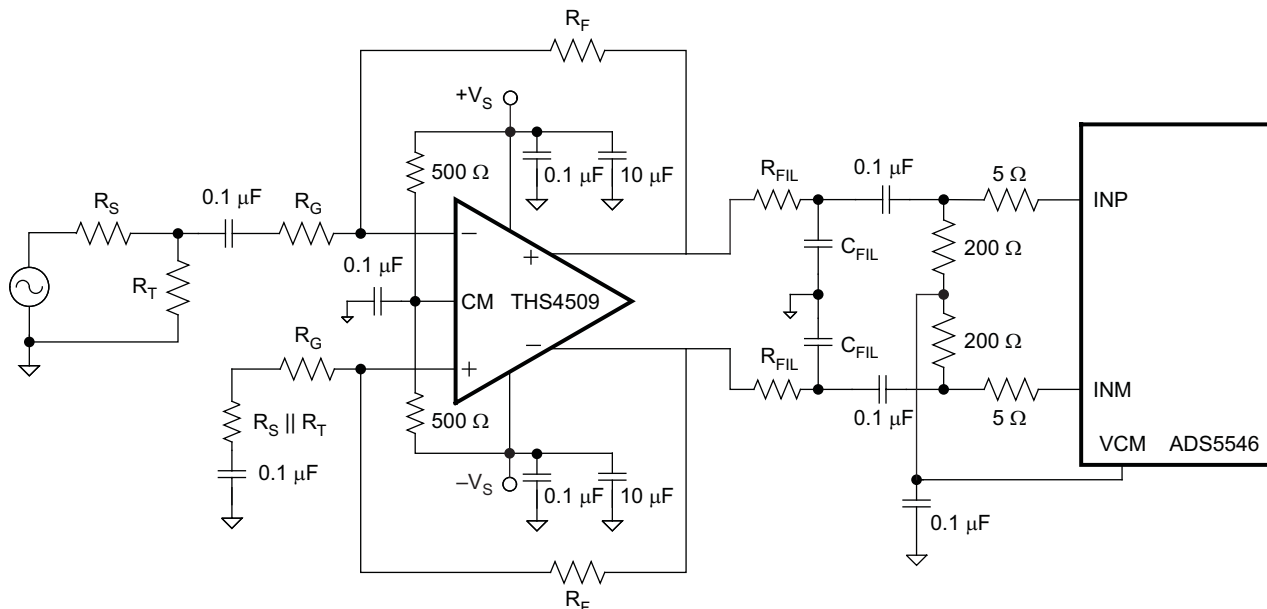 R_F
+V_S
500 Ω
0.1 µF
10 µF
R_FIL
0.1 µF
5 Ω
INP
R_S
0.1 µF
R_G
−
+
C_FIL
200 Ω
R_T
0.1 µF
CM
THS4509
R_G
+
−
R_FIL
C_FIL
200 Ω
0.1 µF
5 Ω
INM
R_S || R_T
0.1 µF
500 Ω
–V_S
0.1 µF
10 µF
VCM
ADS5546
0.1 µF
R_F